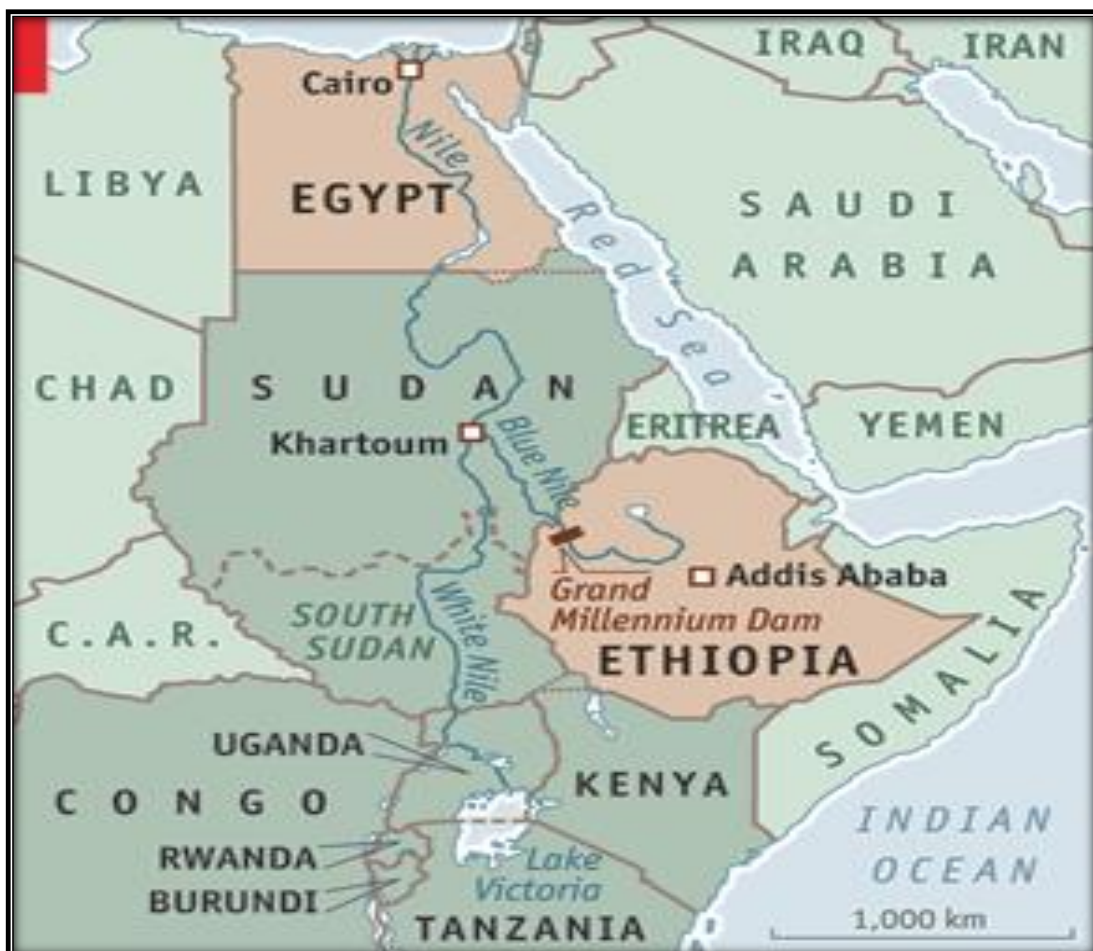 IRAQ
IRAN
Cairo
Nile
LIBYA
EGYPT
SAUDI
ARABIA
Red Sea
CHAD
SUDAN
Khartoum
Blue Nile
ERITREA
YEMEN
Addis Ababa
Grand
Millennium Dam
C.A.R.
SOUTH
SUDAN
White Nile
ETHIOPIA
SOMALIA
UGANDA
KENYA
CONGO
RWANDA
BURUNDI
Lake
Victoria
TANZANIA
INDIAN
OCEAN
1,000 km